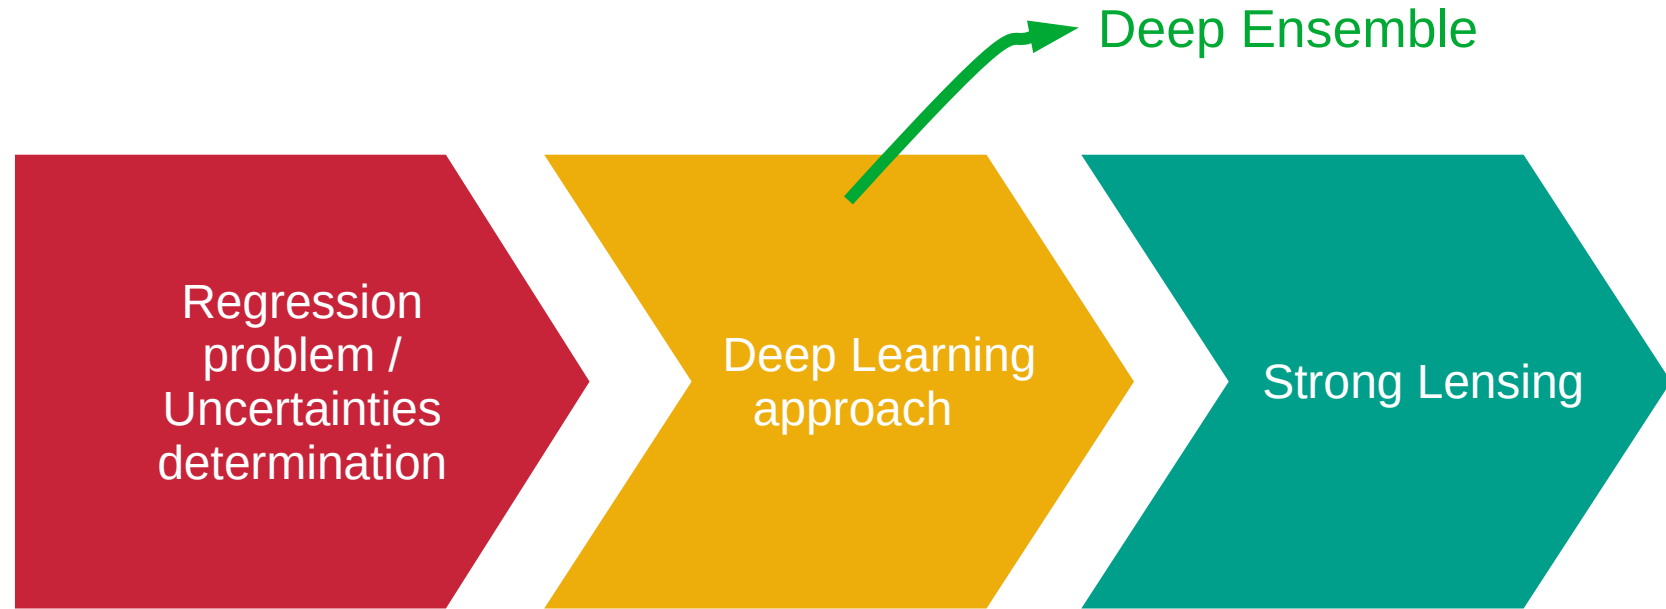 Deep Ensemble
Regression
problem /
Uncertainties
determination
Deep Learning
approach
Strong Lensing